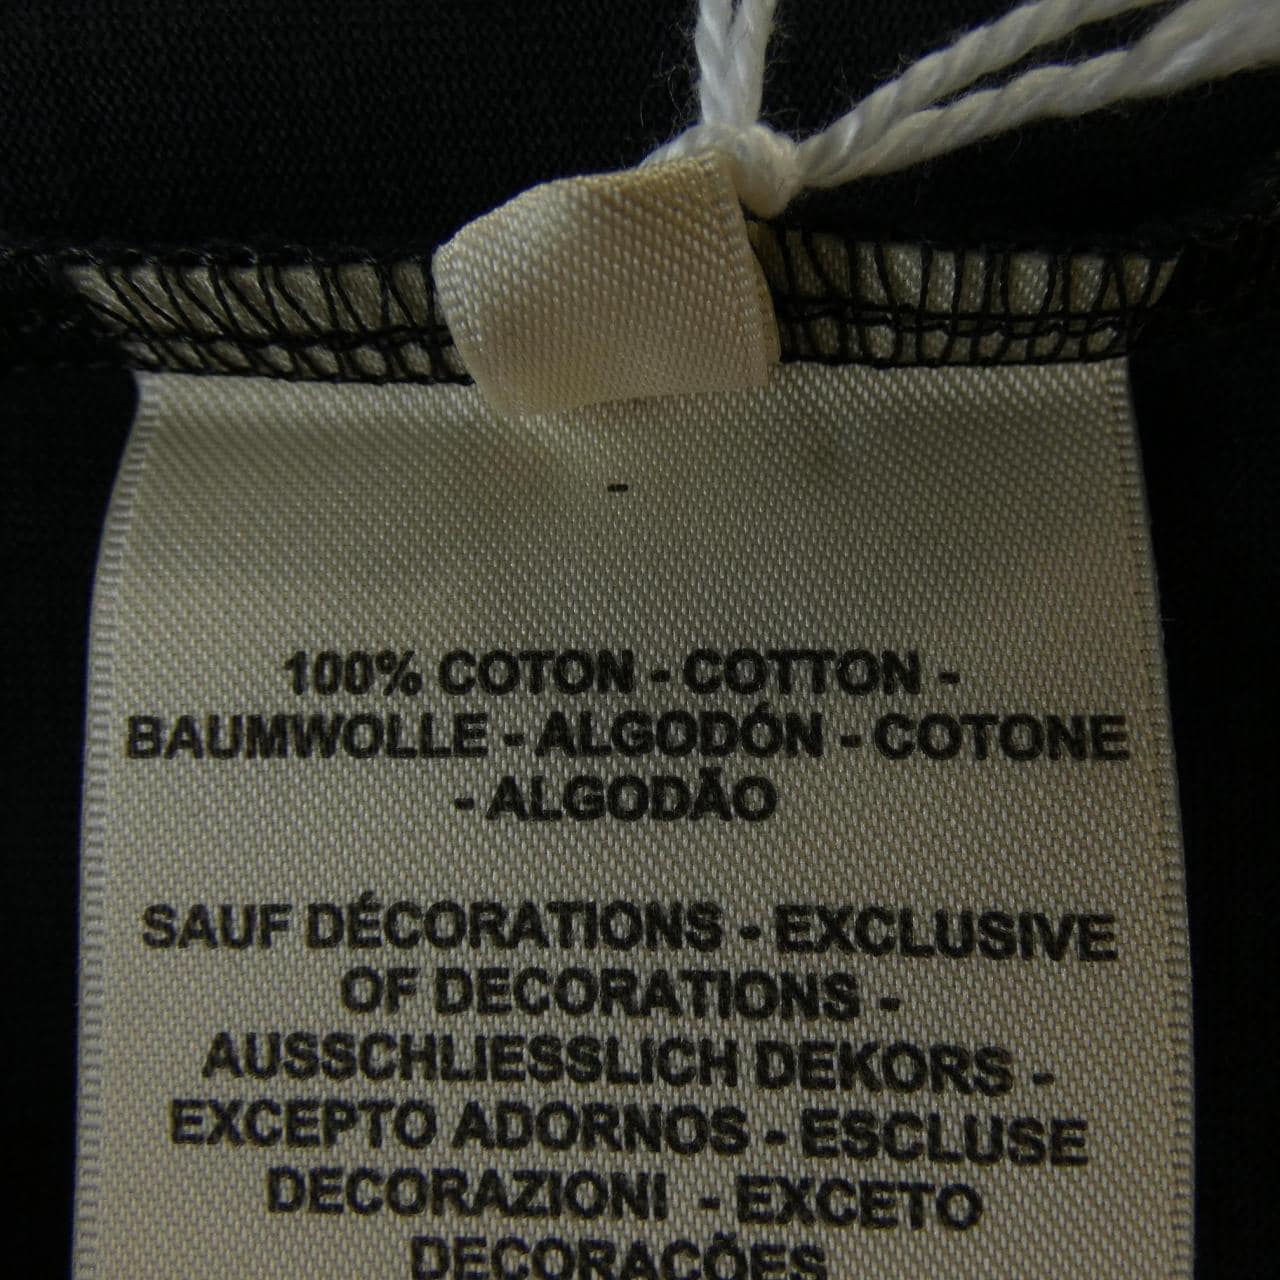 -
100% COTON - COTTON -
BAUMWOLLE - ALGODÓN - COTONE
- ALGODÃO
SAUF DÉCORATIONS - EXCLUSIVE
OF DECORATIONS -
AUSSCHLIESSLICH DEKORS -
EXCEPTO ADORNOS - ESCLUSE
DECORAZIONI - EXCETO
DECORAÇÕES